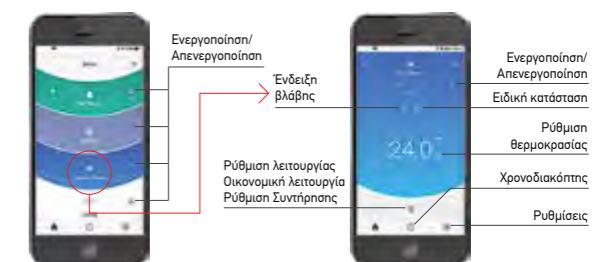 Ενεργοποίηση/
Απενεργοποίηση
Ένδειξη
βλάβης
Ρύθμιση λειτουργίας
Οικονομική λειτουργία
Ρύθμιση Συντήρησης
24.0°
Ενεργοποίηση/
Απενεργοποίηση
Ειδική κατάσταση
Ρύθμιση
θερμοκρασίας
Χρονοδιακόπτης
Ρυθμίσεις